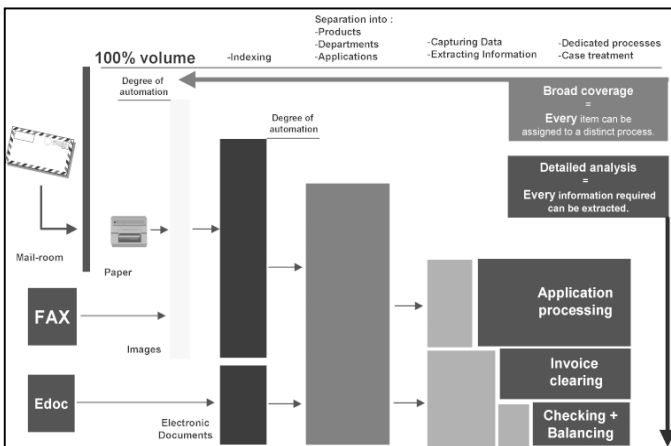 Separation into :
-Products
-Departments
-Applications
-Capturing Data
-Extracting Information
-Dedicated processes
-Case treatment
100% volume
-Indexing
Degree of
automation
Broad coverage
=
Every item can be
assigned to a distinct process.
Degree of
automation
Detailed analysis
=
Every information required
can be extracted.
Mail-room
Paper
FAX
Images
Application
processing
Invoice
clearing
Edoc
Electronic
Documents
Checking +
Balancing